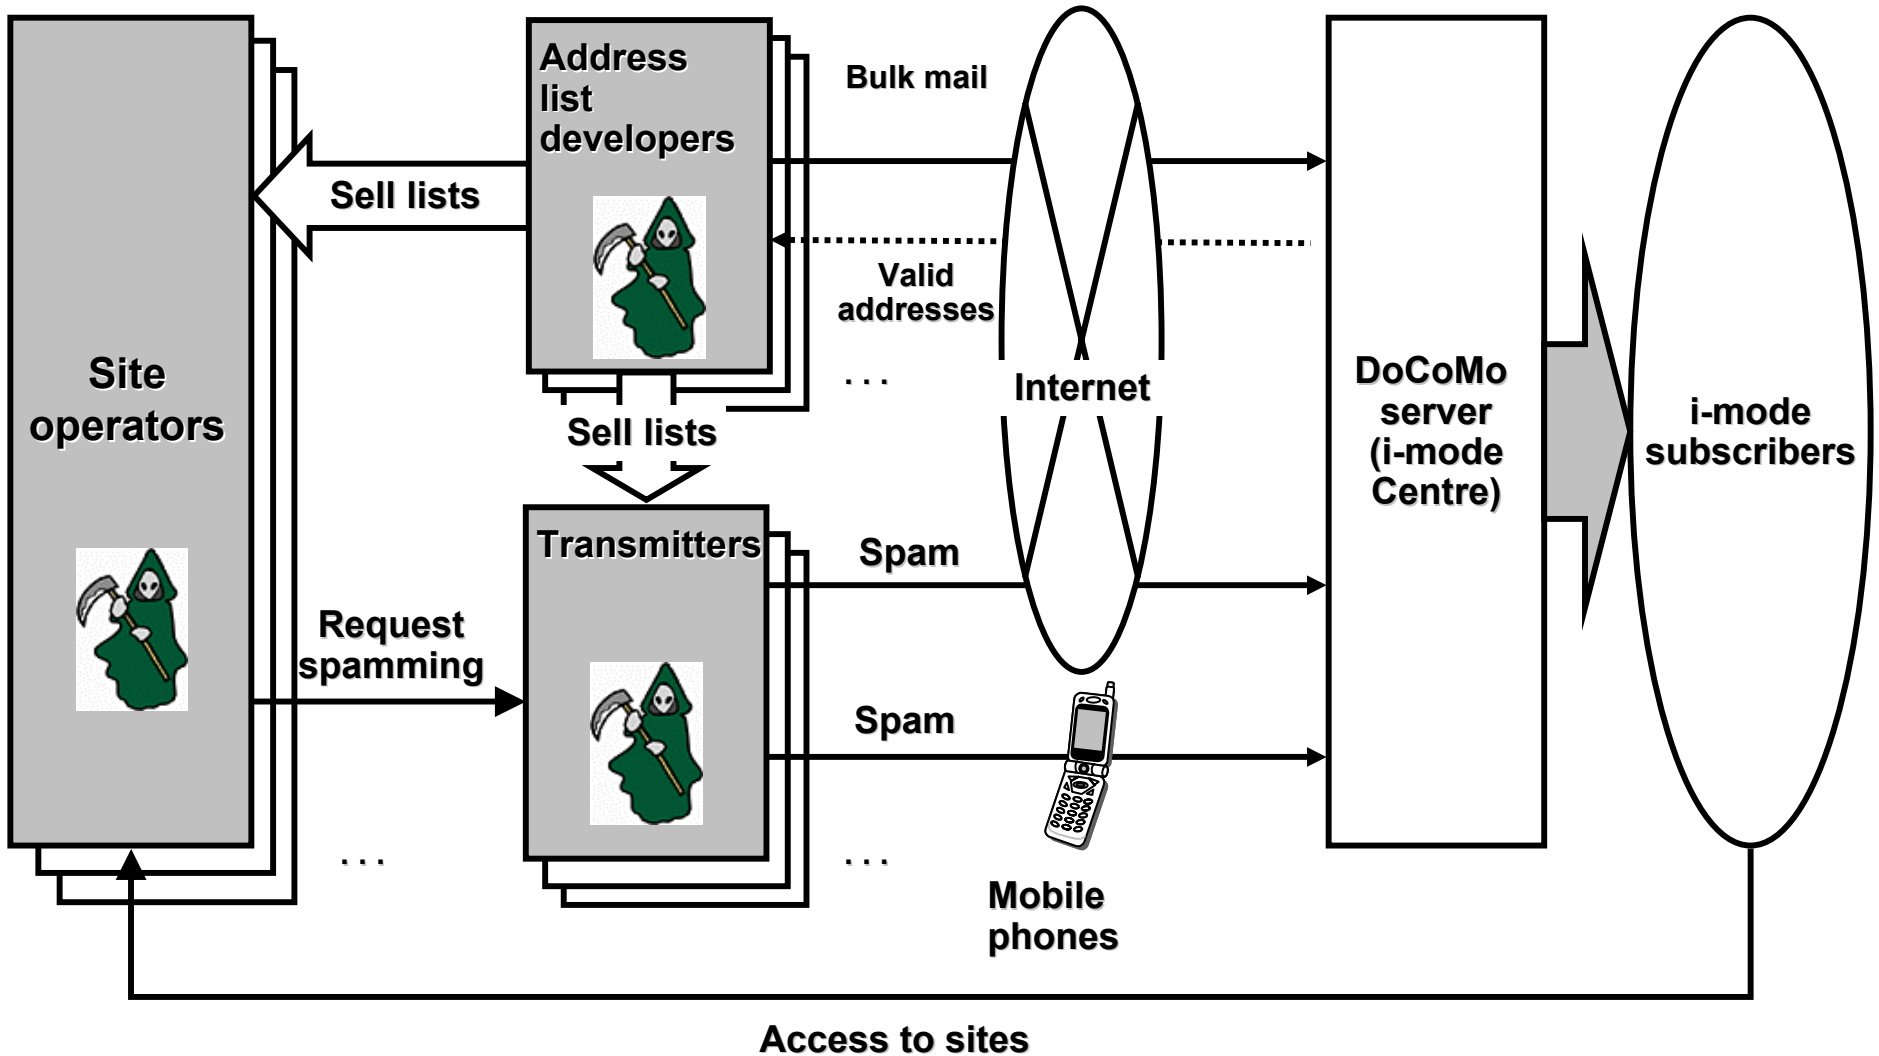 Address
list
developers
Bulk mail
Sell lists
Valid
addresses
. . .
Site
operators
Sell lists
Internet
DoCoMo
server
(i-mode
Centre)
i-mode
subscribers
Transmitters
Spam
Request
spamming
Spam
. . .
. . .
Mobile
phones
Access to sites